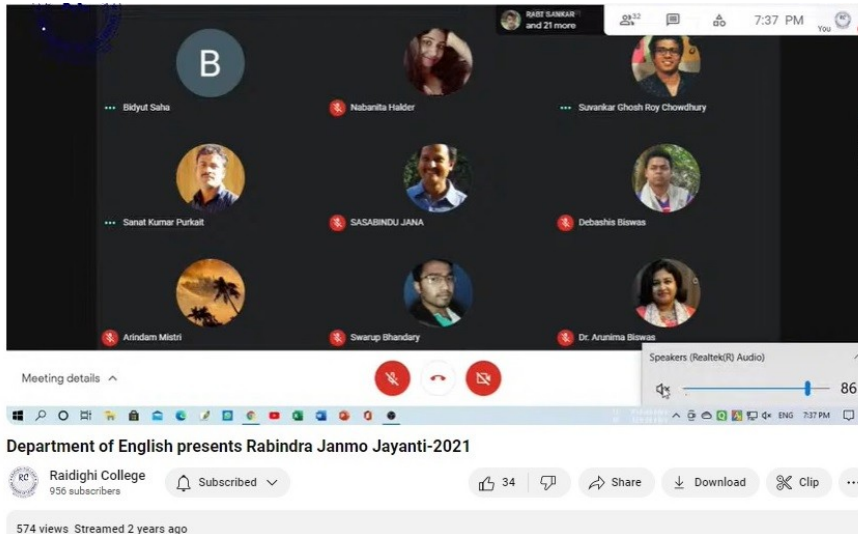 RABI SANKAR
and 21 more
32
7:37 PM
You
B
Bidyut Saha
Nabanita Halder
Suvankar Ghosh Roy Chowdhury
Sanat Kumar Purkait
SASABINDU JANA
Debashis Biswas
Arindam Mistri
Swarup Bhandary
Dr. Arunima Biswas
Speakers (Realtek(R) Audio)
Meeting details
86
ENG 7:37 PM
Department of English presents Rabindra Janmo Jayanti-2021
RC
Raidighi College
956 subscribers
Subscribed
34
Share
Download
Clip
574 views Streamed 2 years ago